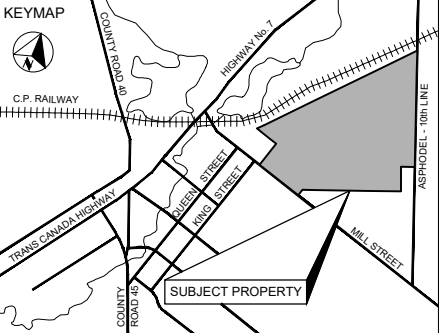 KEYMAP
N
COUNTY ROAD 40
HIGHWAY No. 7
C.P. RAILWAY
ASPHODEL - 10th LINE
QUEEN STREET
KING STREET
TRANS CANADA HIGHWAY
MILL STREET
COUNTY
ROAD 45
SUBJECT PROPERTY